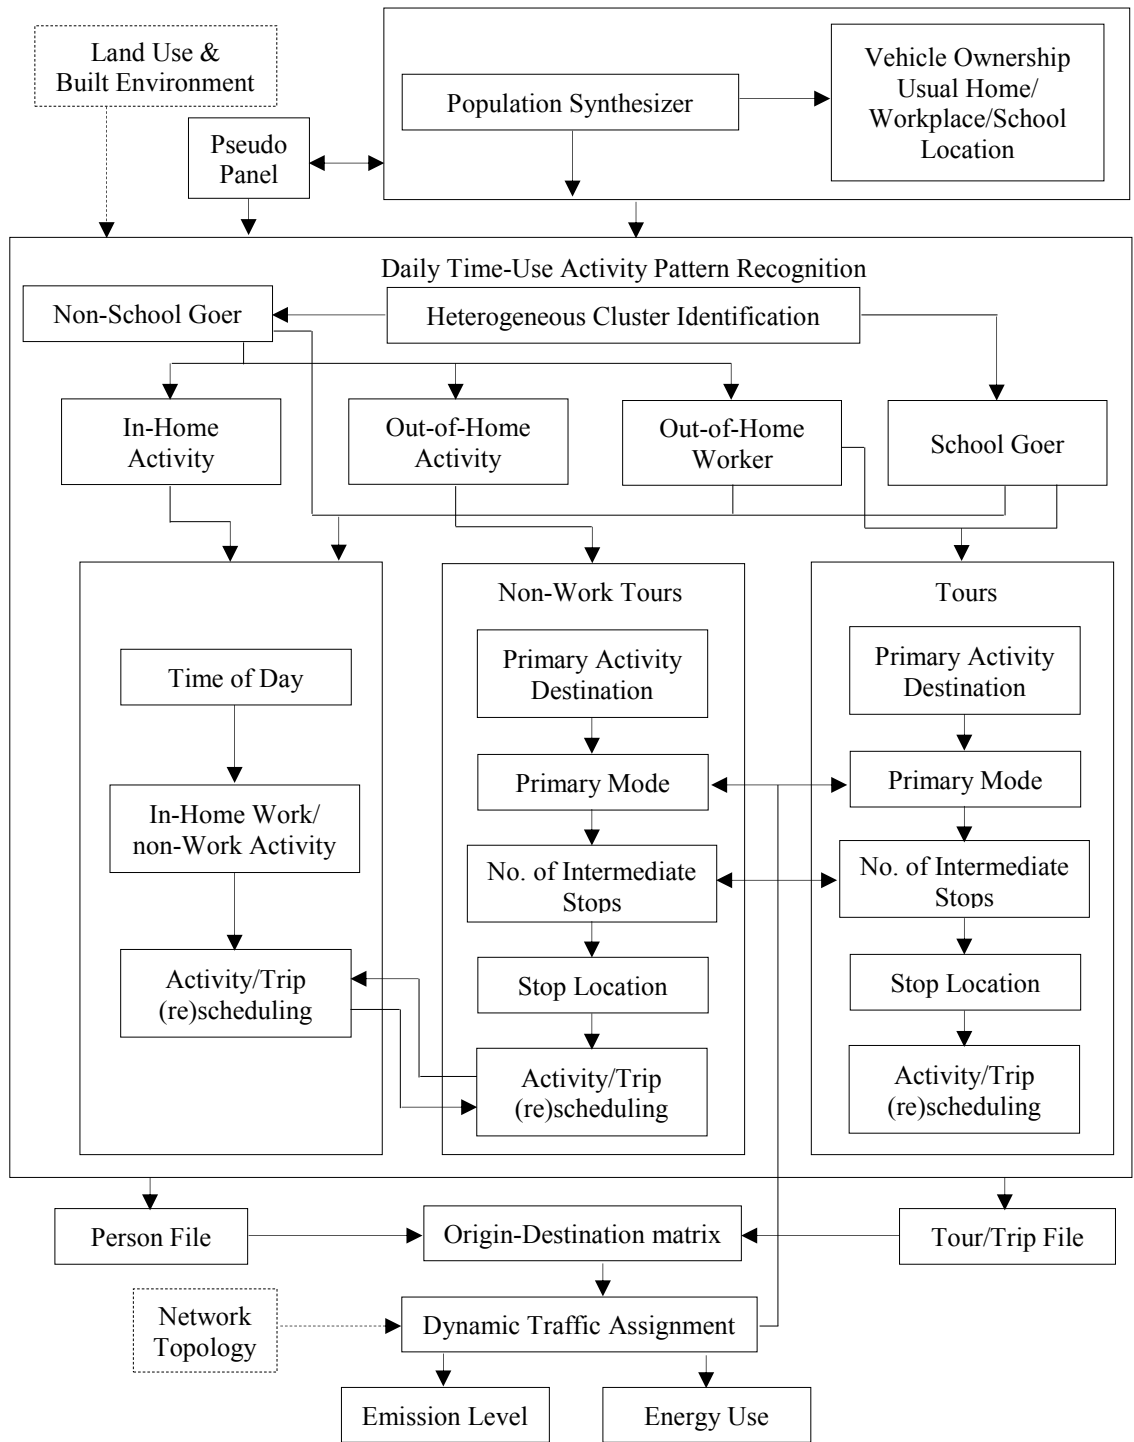 Land Use &
Built Environment
Population Synthesizer
Vehicle Ownership
Usual Home/
Workplace/School
Location
Pseudo
Panel
Daily Time-Use Activity Pattern Recognition
Non-School Goer
Heterogeneous Cluster Identification
In-Home
Activity
Out-of-Home
Activity
Out-of-Home
Worker
School Goer
Time of Day
In-Home Work/
non-Work Activity
Activity/Trip
(re)scheduling
Non-Work Tours
Primary Activity
Destination
Primary Mode
No. of Intermediate
Stops
Stop Location
Activity/Trip
(re)scheduling
Tours
Primary Activity
Destination
Primary Mode
No. of Intermediate
Stops
Stop Location
Activity/Trip
(re)scheduling
Person File
Origin-Destination matrix
Tour/Trip File
Network
Topology
Dynamic Traffic Assignment
Emission Level
Energy Use